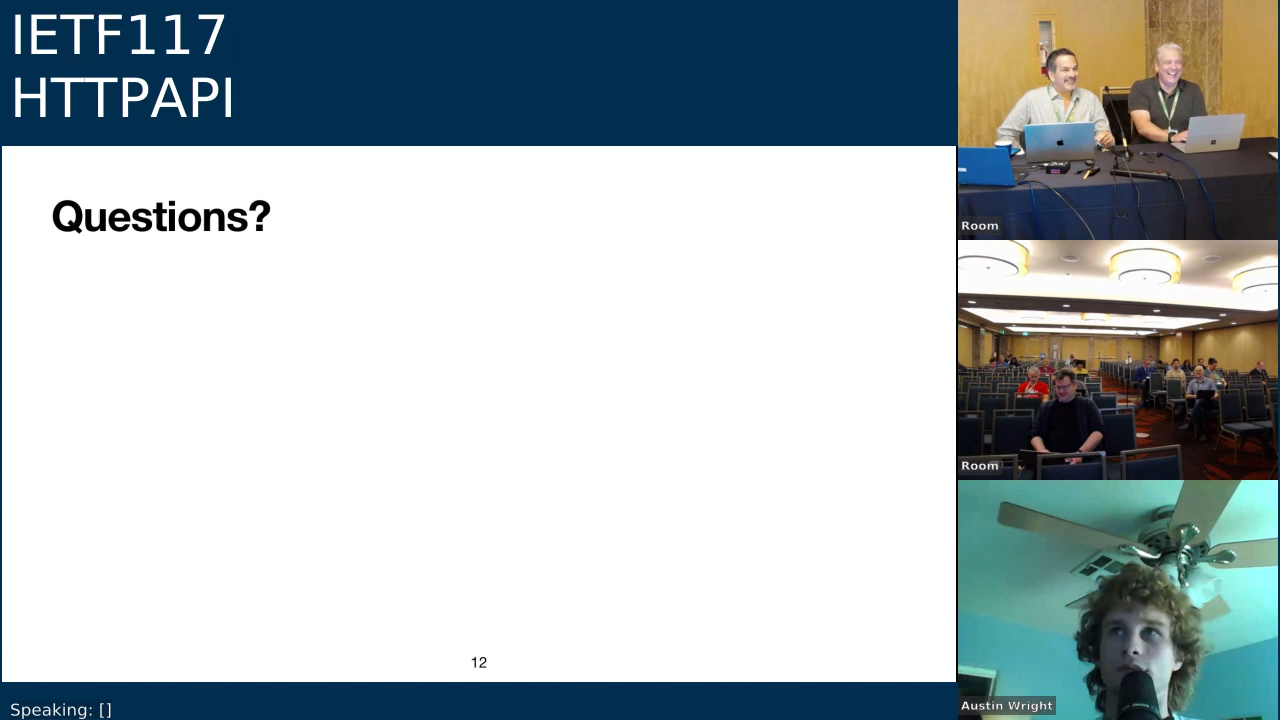 IETF117
HTTPAPI
Questions?
12
Speaking: []
Room
Room
Austin Wright